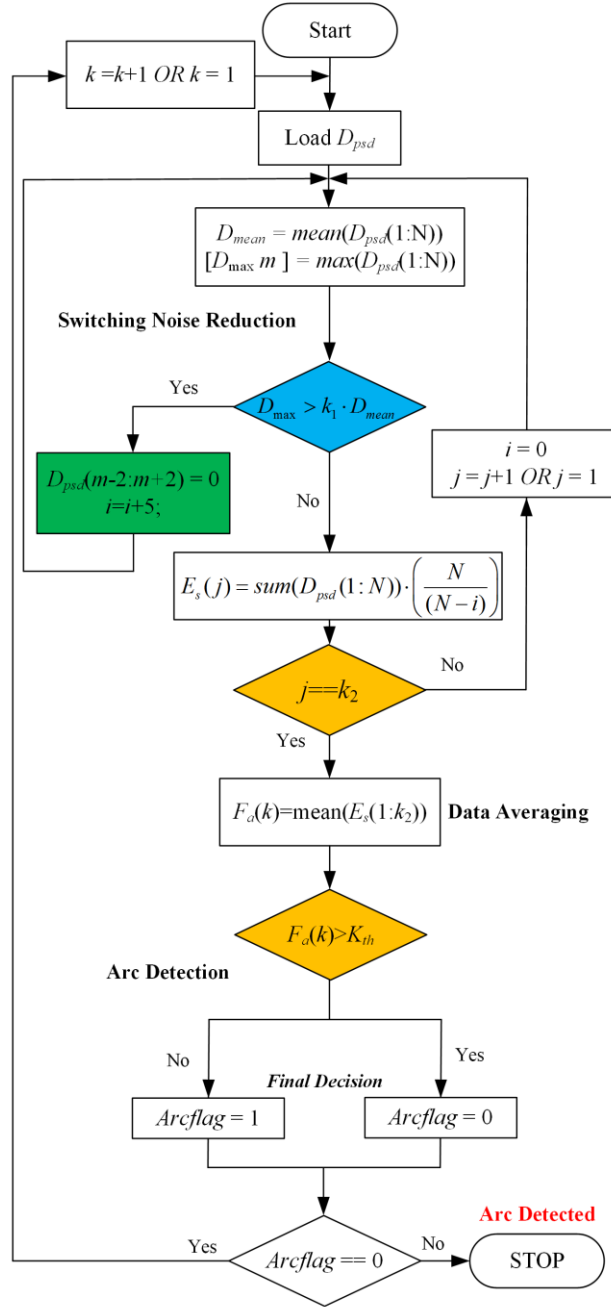 Start
k =k+1 OR k = 1
Load D_psd
D_mean = mean(D_psd(1:N))
[D_max m ] = max(D_psd(1:N))
Switching Noise Reduction
Yes
D_max > k_1 · D_mean
D_psd(m-2:m+2) = 0
i=i+5;
i = 0
j = j+1 OR j = 1
No
E_s (j) = sum(D_psd (1: N)) · (N / (N − i))
No
j==k_2
Yes
F_a(k)=mean(E_s(1:k_2))
Data Averaging
F_a(k)>K_th
Arc Detection
No
Yes
Final Decision
Arcflag = 1
Arcflag = 0
Arc Detected
Yes
Arcflag == 0
No
STOP